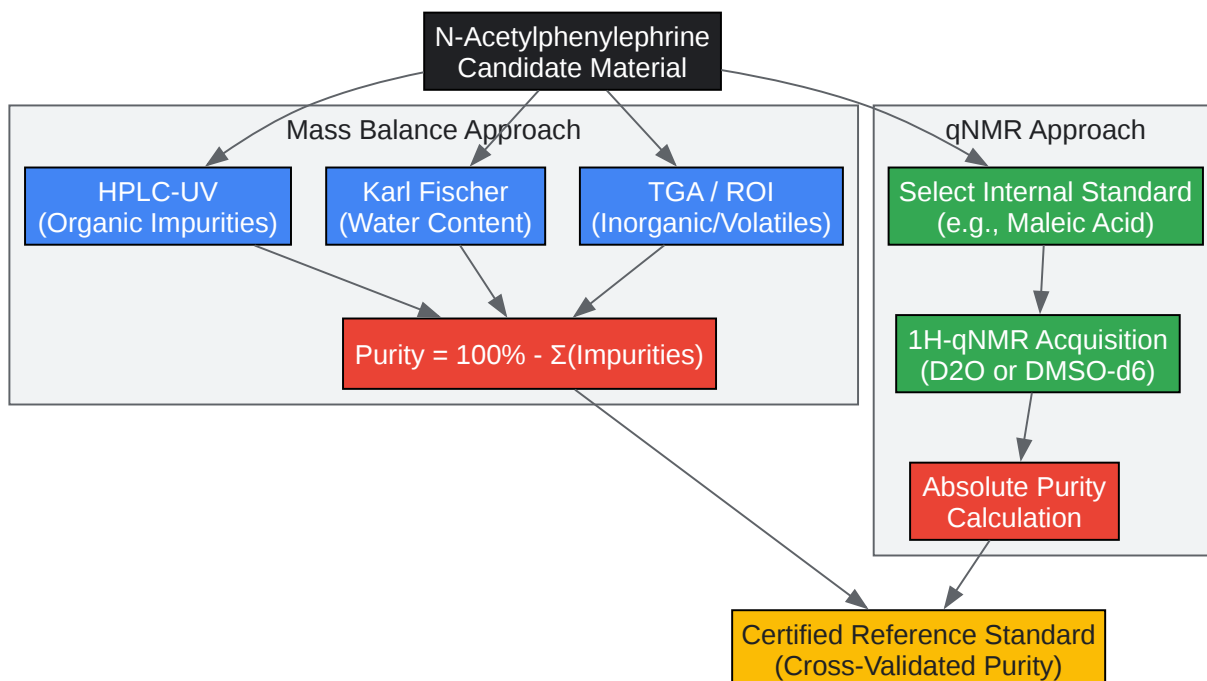 N-Acetylphenylephrine
Candidate Material
Mass Balance Approach
HPLC-UV
(Organic Impurities)
Karl Fischer
(Water Content)
TGA / ROI
(Inorganic/Volatiles)
Purity = 100% - Σ(Impurities)
qNMR Approach
Select Internal Standard
(e.g., Maleic Acid)
1H-qNMR Acquisition
(D2O or DMSO-d6)
Absolute Purity
Calculation
Certified Reference Standard
(Cross-Validated Purity)